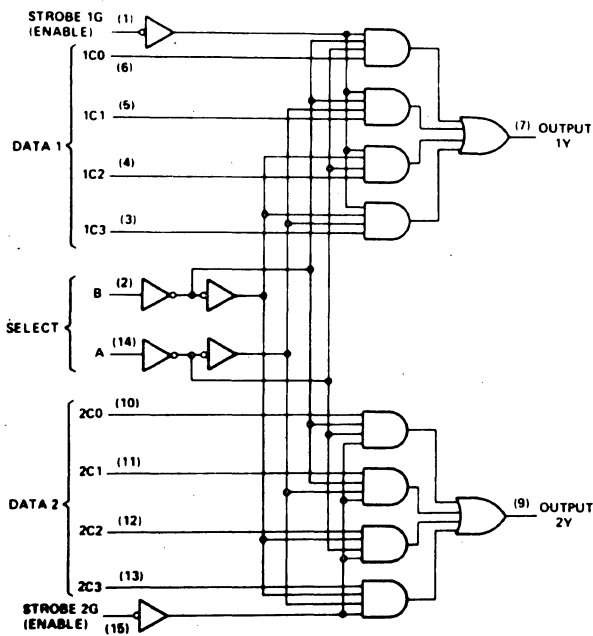 STROBE 1G (1)
(ENABLE)
1C0
(6)
(5)
1C1
DATA 1
(7) OUTPUT
1Y
(4)
1C2
(3)
1C3
B (2)
SELECT
A (14)
(10)
2C0
(11)
2C1
DATA 2
(9) OUTPUT
2Y
(12)
2C2
(13)
2C3
STROBE 2G
(ENABLE) (15)